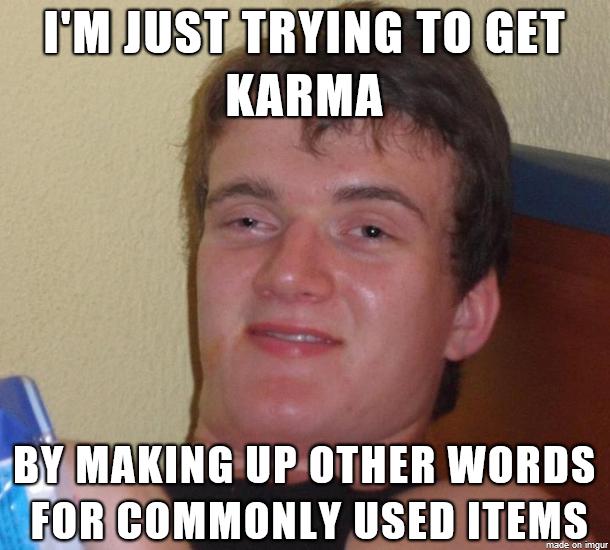 I'M JUST TRYING TO GET
KARMA
BY MAKING UP OTHER WORDS
FOR COMMONLY USED ITEMS
made on imgur